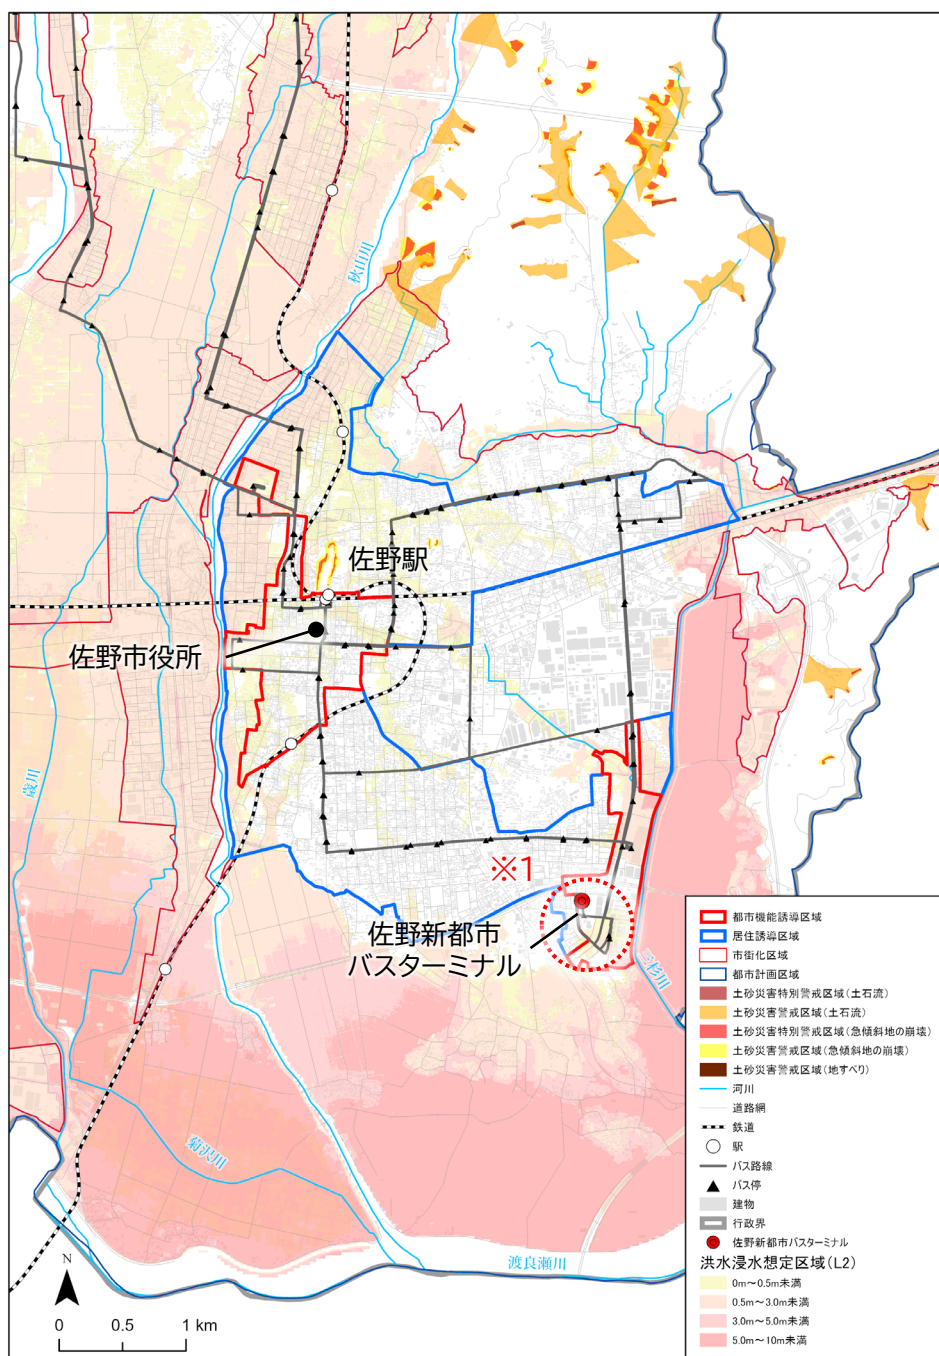 秋山川
佐野駅
佐野市役所
蔵川
※1
佐野新都市
バスターミナル
三杉川
菊沢川
渡良瀬川
N
0 0.5 1 km
都市機能誘導区域
居住誘導区域
市街化区域
都市計画区域
土砂災害特別警戒区域(土石流)
土砂災害警戒区域(土石流)
土砂災害特別警戒区域(急傾斜地の崩壊)
土砂災害警戒区域(急傾斜地の崩壊)
土砂災害警戒区域(地すべり)
河川
道路網
鉄道
駅
バス路線
バス停
建物
行政界
佐野新都市バスターミナル
洪水浸水想定区域(L2)
0m～0.5m未満
0.5m～3.0m未満
3.0m～5.0m未満
5.0m～10m未満